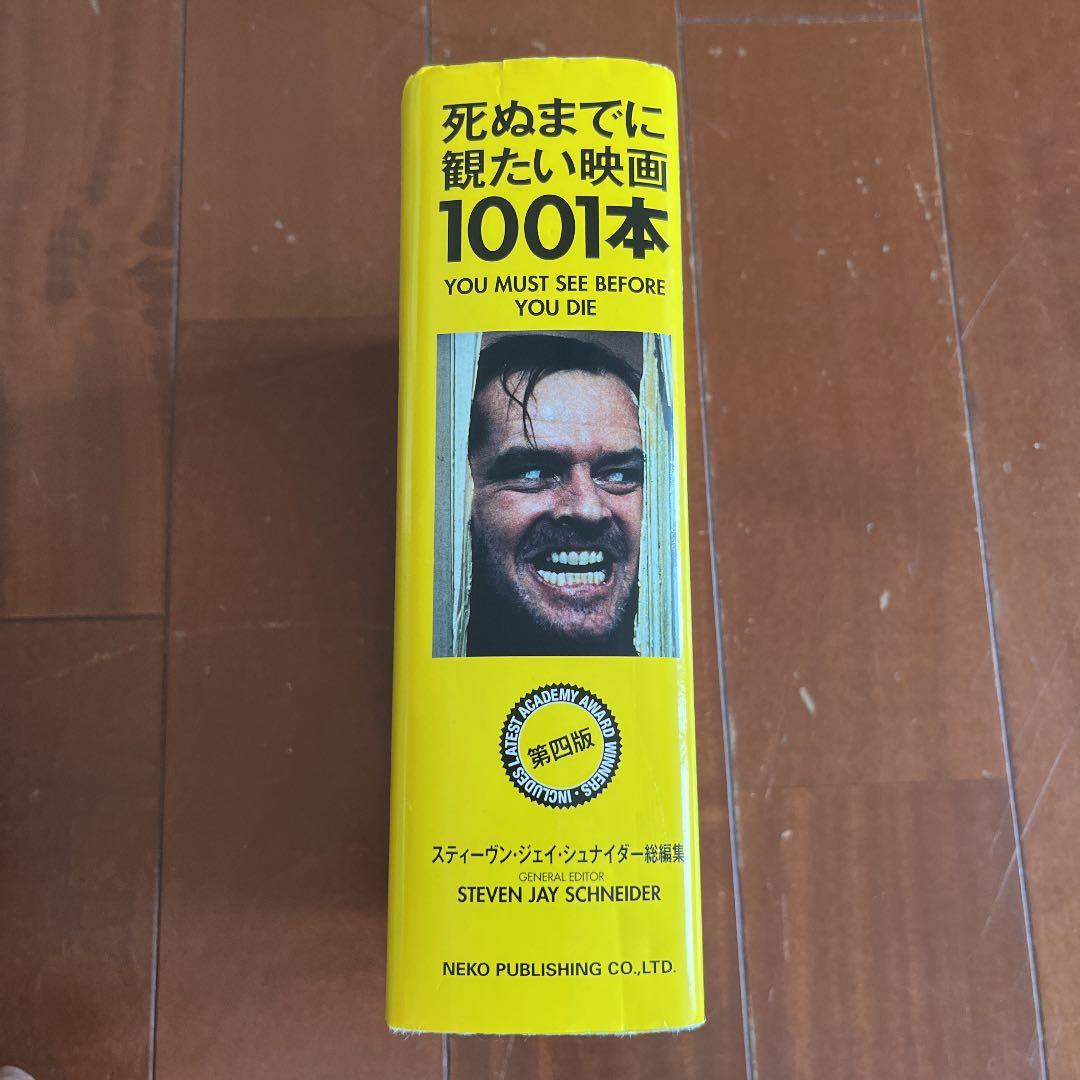 死ぬまでに
観たい映画
1001本
YOU MUST SEE BEFORE
YOU DIE
INCLUDES LATEST ACADEMY AWARD WINNERS ·
第四版
スティーヴン・ジェイ・シュナイダー総編集
GENERAL EDITOR
STEVEN JAY SCHNEIDER
NEKO PUBLISHING CO.,LTD.